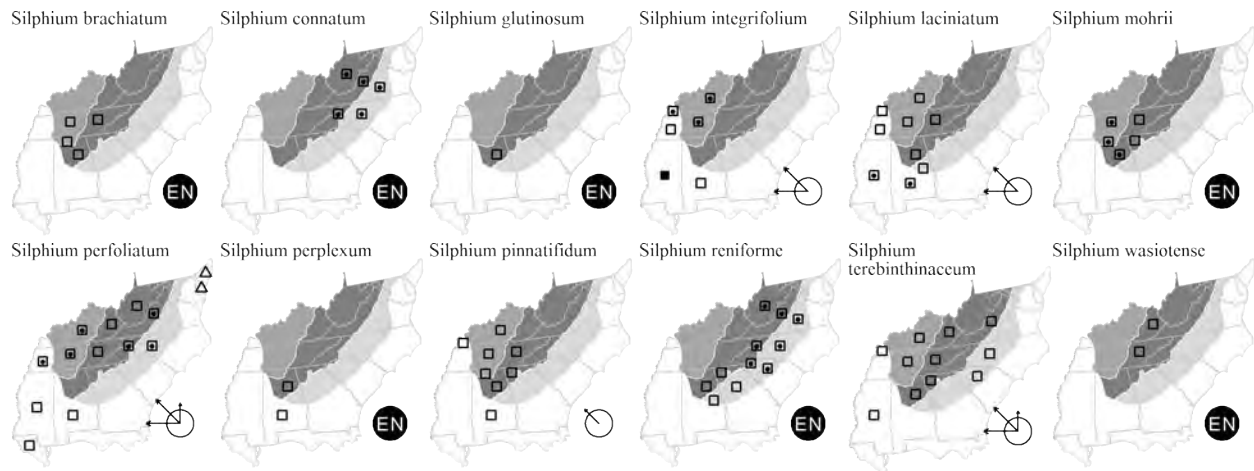 Silphium brachiatum
Silphium connatum
Silphium glutinosum
Silphium integrifolium
Silphium laciniatum
Silphium mohrii
EN
EN
EN
EN
Silphium perfoliatum
Silphium perplexum
Silphium pinnatifidum
Silphium reniforme
Silphium
terebinthinaceum
Silphium wasiotense
EN
EN
EN